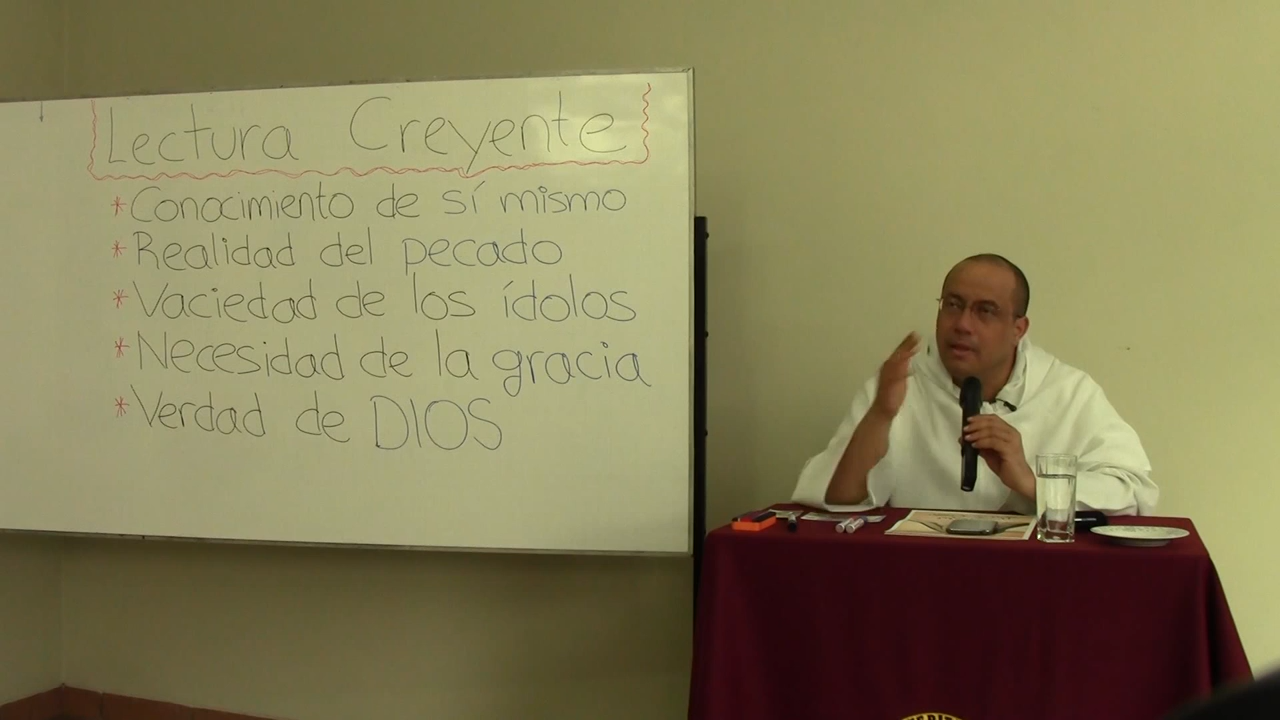 Lectura Creyente
* Conocimiento de sí mismo
* Realidad del pecado
* Vaciedad de los ídolos
* Necesidad de la gracia
* Verdad de DIOS